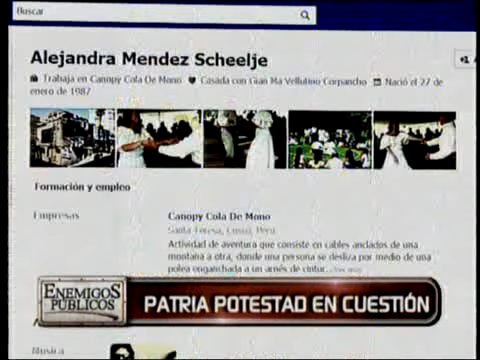 Buscar
Alejandra Mendez Scheelje
Trabaja en Canopy Cola De Mono Casada con Gian Ma Vellutino Corpancho Nació el 27 de
enero de 1987
Formación y empleo
Empresas
Canopy Cola De Mono
Santa Teresa, Cusco, Peru
Actividad de aventura que consiste en cables anclados de una
montaña a otra, donde una persona se desliza por medio de una
polea enganchada a un arnés de cintur.
ENEMIGOS
PÚBLICOS
PATRIA POTESTAD EN CUESTIÓN
Musica